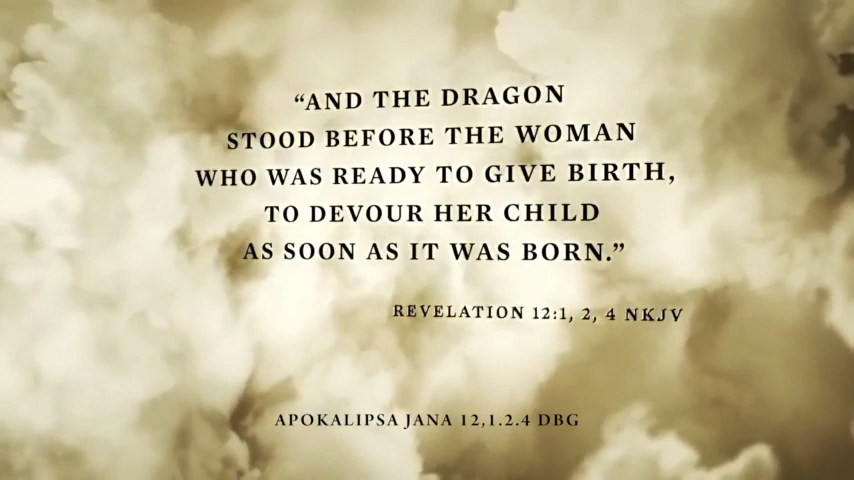 “AND THE DRAGON
STOOD BEFORE THE WOMAN
WHO WAS READY TO GIVE BIRTH,
TO DEVOUR HER CHILD
AS SOON AS IT WAS BORN.”
REVELATION 12:1, 2, 4 NKJV
APOKALIPSA JANA 12,1.2.4 DBG